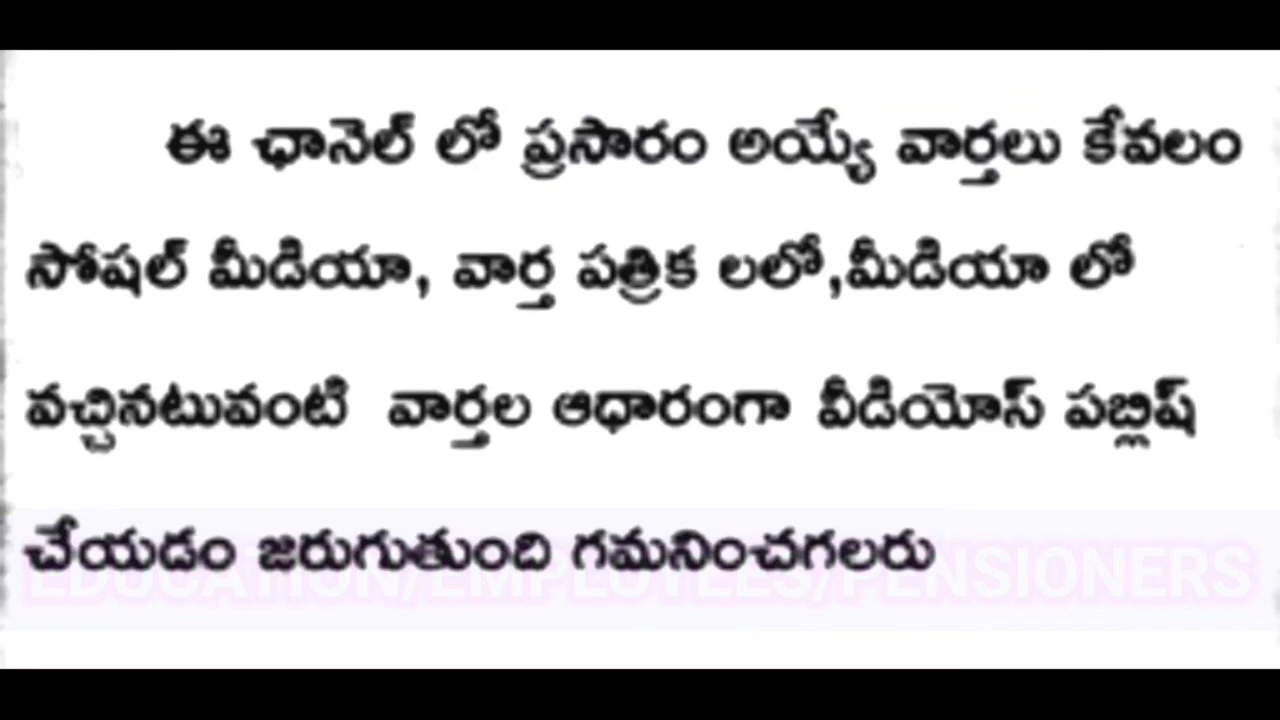 ఈ ఛానెల్ లో ప్రసారం అయ్యే వార్తలు కేవలం
సోషల్ మీడియా, వార్త పత్రిక లలో,మీడియా లో
వచ్చినటువంటి వార్తల ఆధారంగా వీడియోస్ పబ్లిష్
చేయడం జరుగుతుంది గమనించగలరు
EDUCATION/EMPLOYEES/PENSIONERS